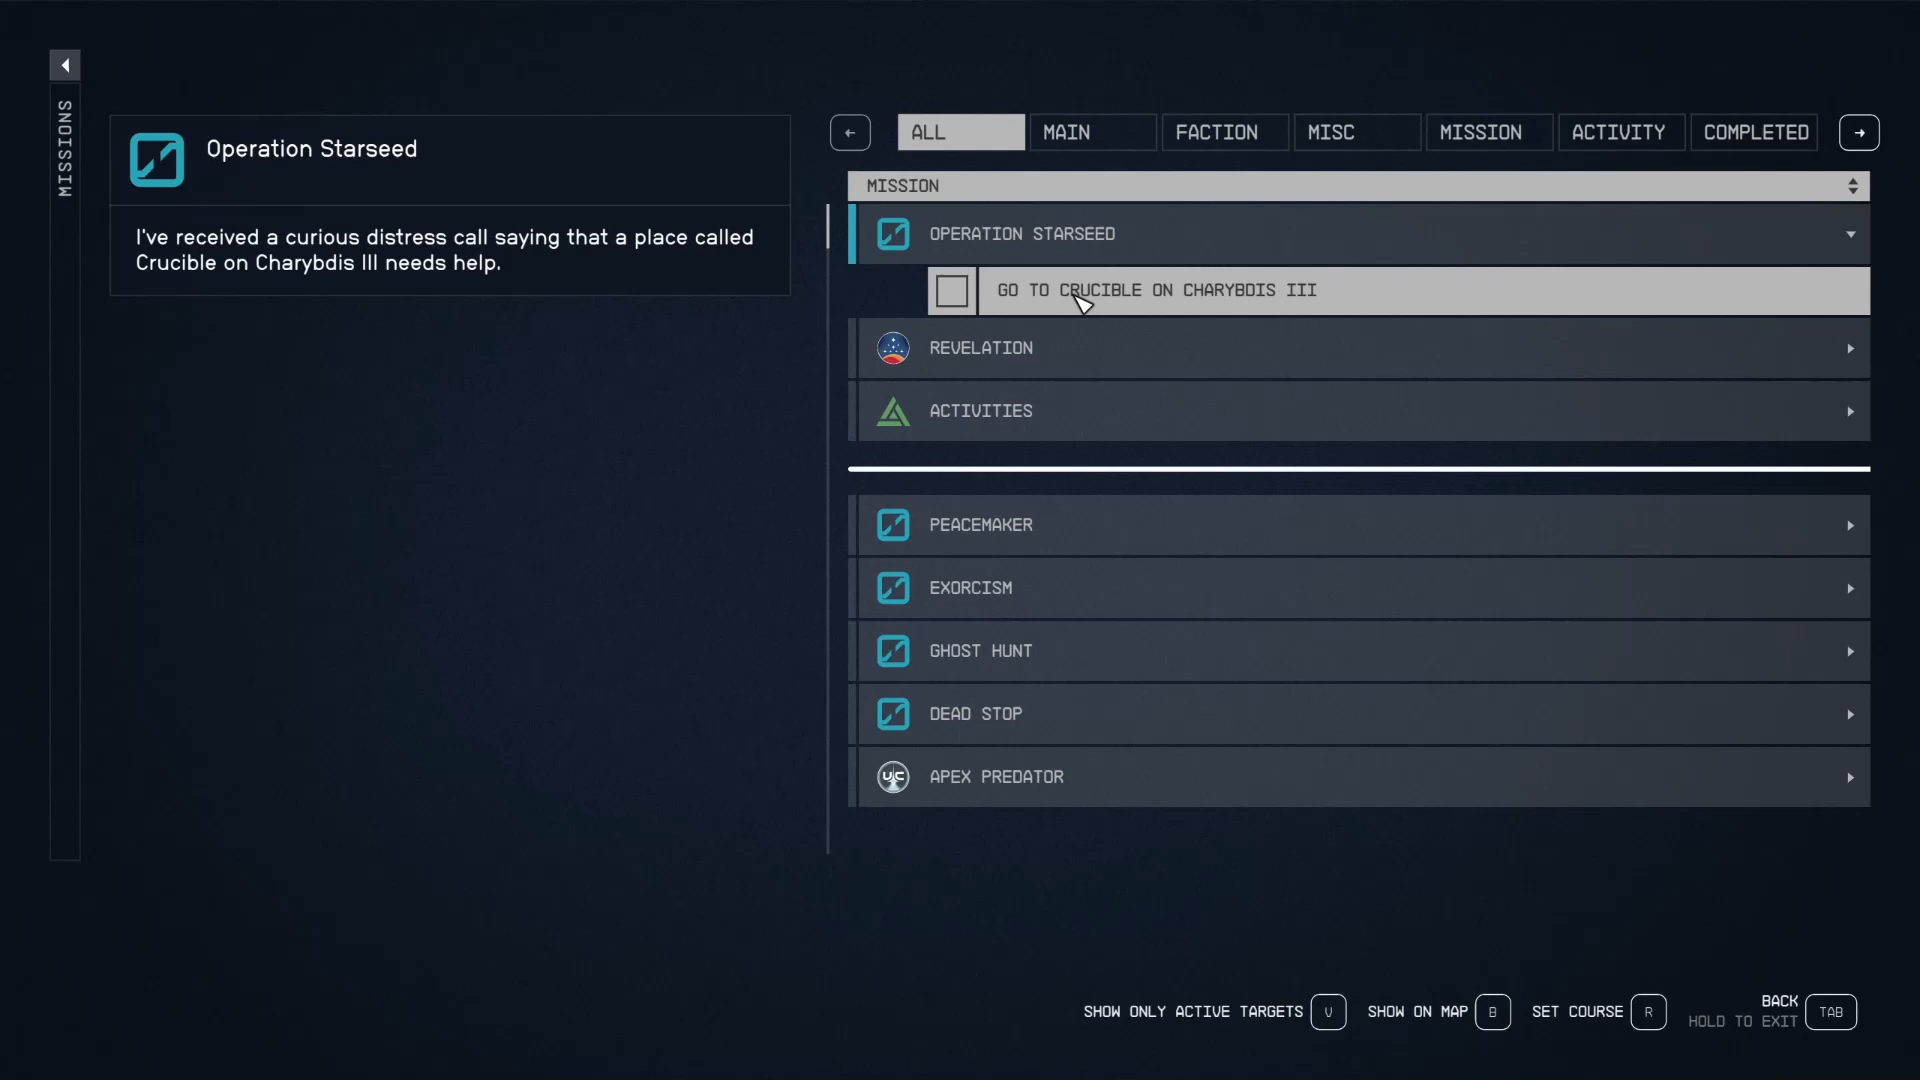 MISSIONS
Operation Starseed
I've received a curious distress call saying that a place called
Crucible on Charybdis III needs help.
ALL
MAIN
FACTION
MISC
MISSION
ACTIVITY
COMPLETED
MISSION
OPERATION STARSEED
GO TO CRUCIBLE ON CHARYBDIS III
REVELATION
ACTIVITIES
PEACEMAKER
EXORCISM
GHOST HUNT
DEAD STOP
UC
APEX PREDATOR
SHOW ONLY ACTIVE TARGETS V
SHOW ON MAP B
SET COURSE R
BACK
HOLD TO EXIT
TAB